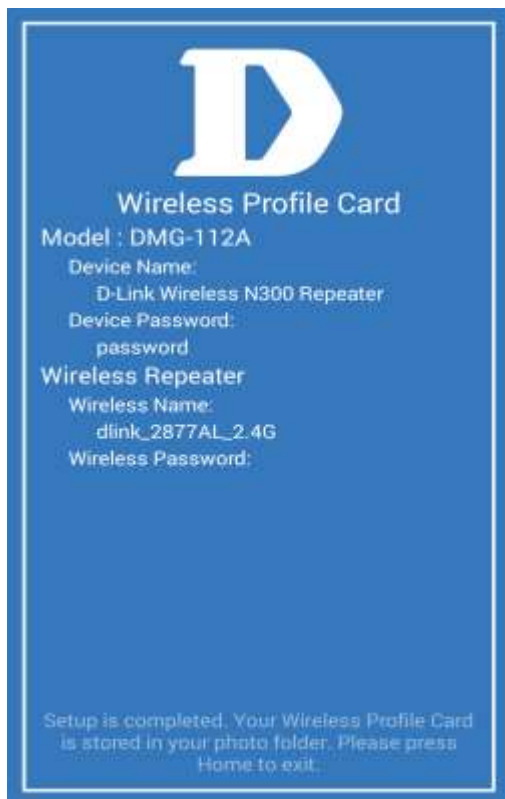 D
Wireless Profile Card
Model : DMG-112A
Device Name:
D-Link Wireless N300 Repeater
Device Password:
password
Wireless Repeater
Wireless Name:
dlink_2877AL_2.4G
Wireless Password:
Setup is completed. Your Wireless Profile Card
is stored in your photo folder. Please press
Home to exit.